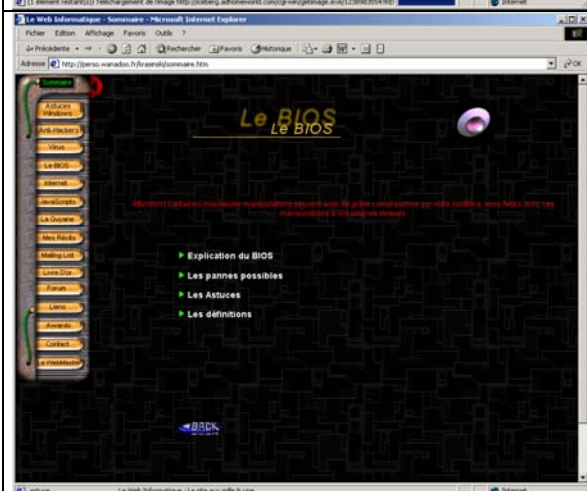 Internet
Le Web Informatique - Sommaire - Microsoft Internet Explorer
Fichier Edition Affichage Favoris Outils ?
Précédente Rechercher Favoris Historique
Adresse http://perso.wanadoo.fr/krasinski/sommaire.htm OK
Sommaire
Astuces
Windows
Anti-Hackers
Virus
Le BIOS
Internet
JavaScripts
La Guyane
Mes Récits
Mailing List
Livre D'or
Forum
Liens
Awards
Contact
Le WebMaster
Le BIOS
Le BIOS
Explication du BIOS
Les pannes possibles
Les Astuces
Les définitions
BACK
Internet